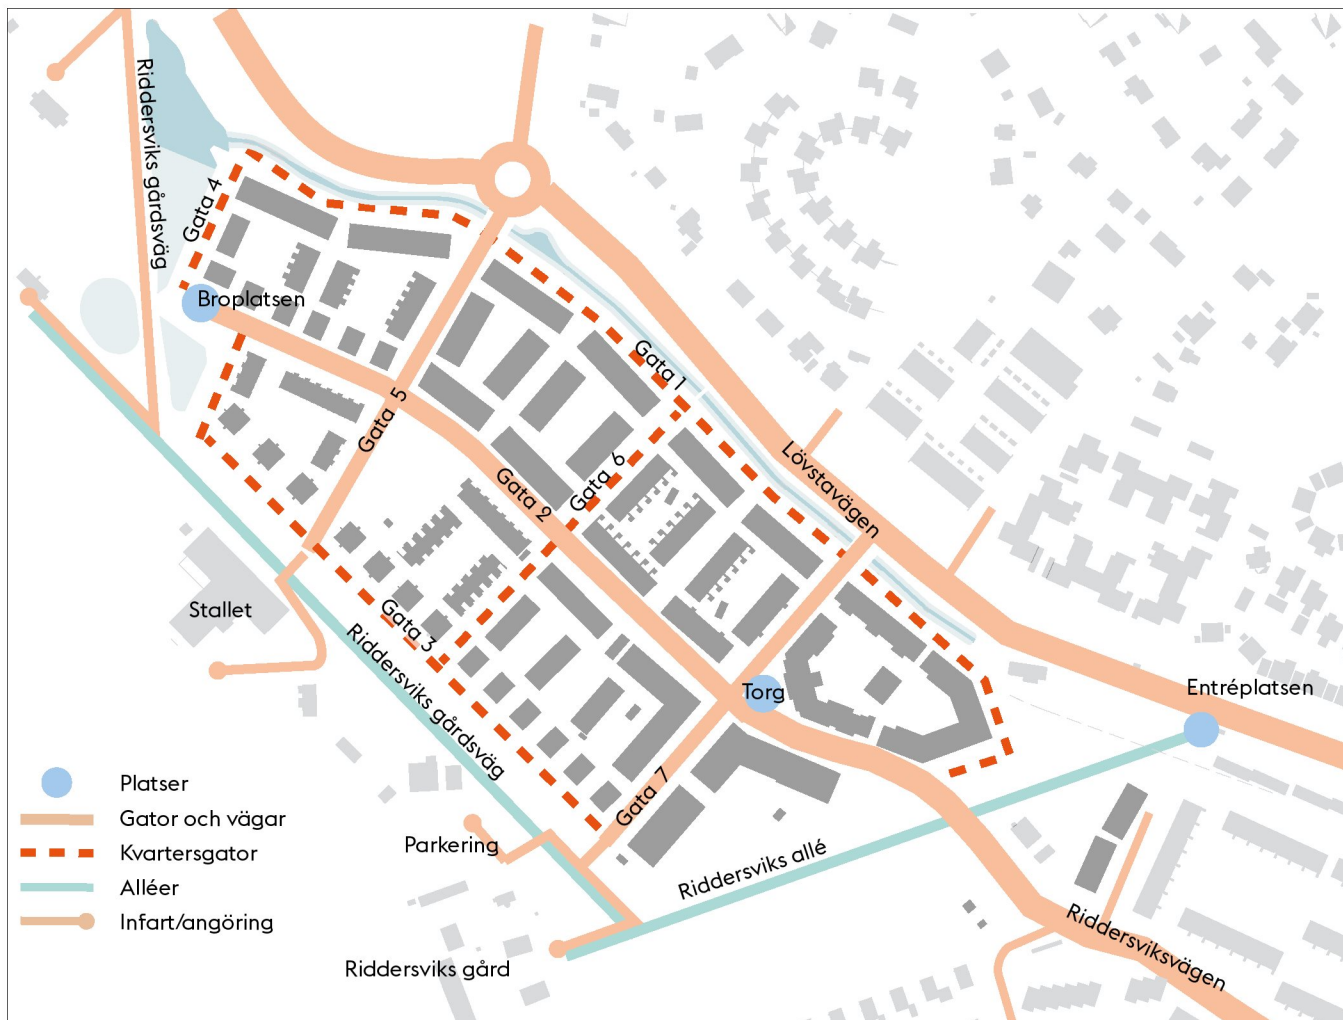 Riddersviks gårdsväg
Gata 4
Broplatsen
Gata 1
Gata 5
Gata 6
Gata 2
Lövstavägen
Stallet
Gata 3
Riddersviks gårdsväg
Torg
Entréplatsen
Gata 7
Parkering
Riddersviks allé
Riddersviks gård
Riddersviksvägen
Platser
Gator och vägar
Kvartersgator
Alléer
Infart/angöring